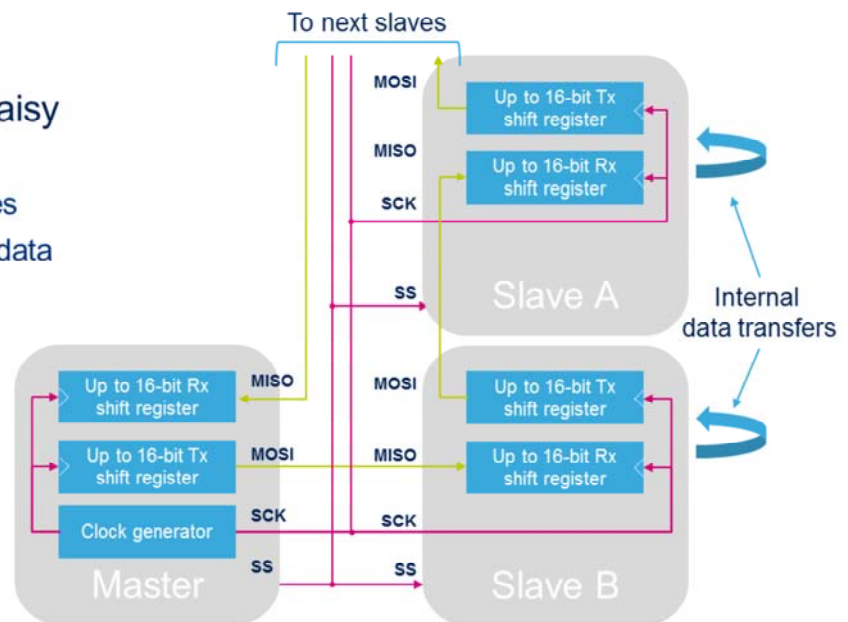 To next slaves
aisy
es
data
MOSI
Up to 16-bit Tx
shift register
MISO
Up to 16-bit Rx
shift register
SCK
SS
Slave A
Internal
data transfers
Up to 16-bit Rx
shift register
MISO
MOSI
Up to 16-bit Tx
shift register
Up to 16-bit Tx
shift register
MOSI
MISO
Up to 16-bit Rx
shift register
Clock generator
SCK
SCK
SS
SS
Master
Slave B